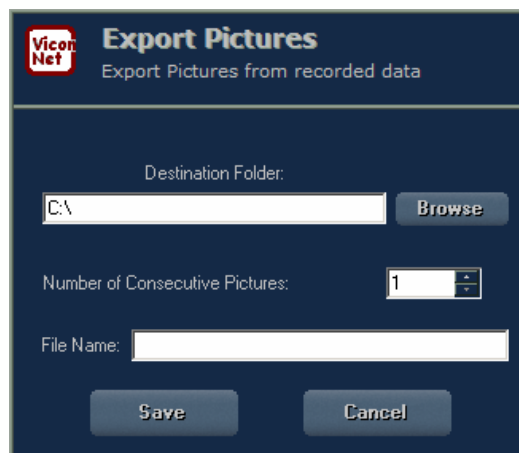 Vicon
Net
Export Pictures
Export Pictures from recorded data
Destination Folder:
C:\
Browse
Number of Consecutive Pictures:
1
File Name:
Save
Cancel